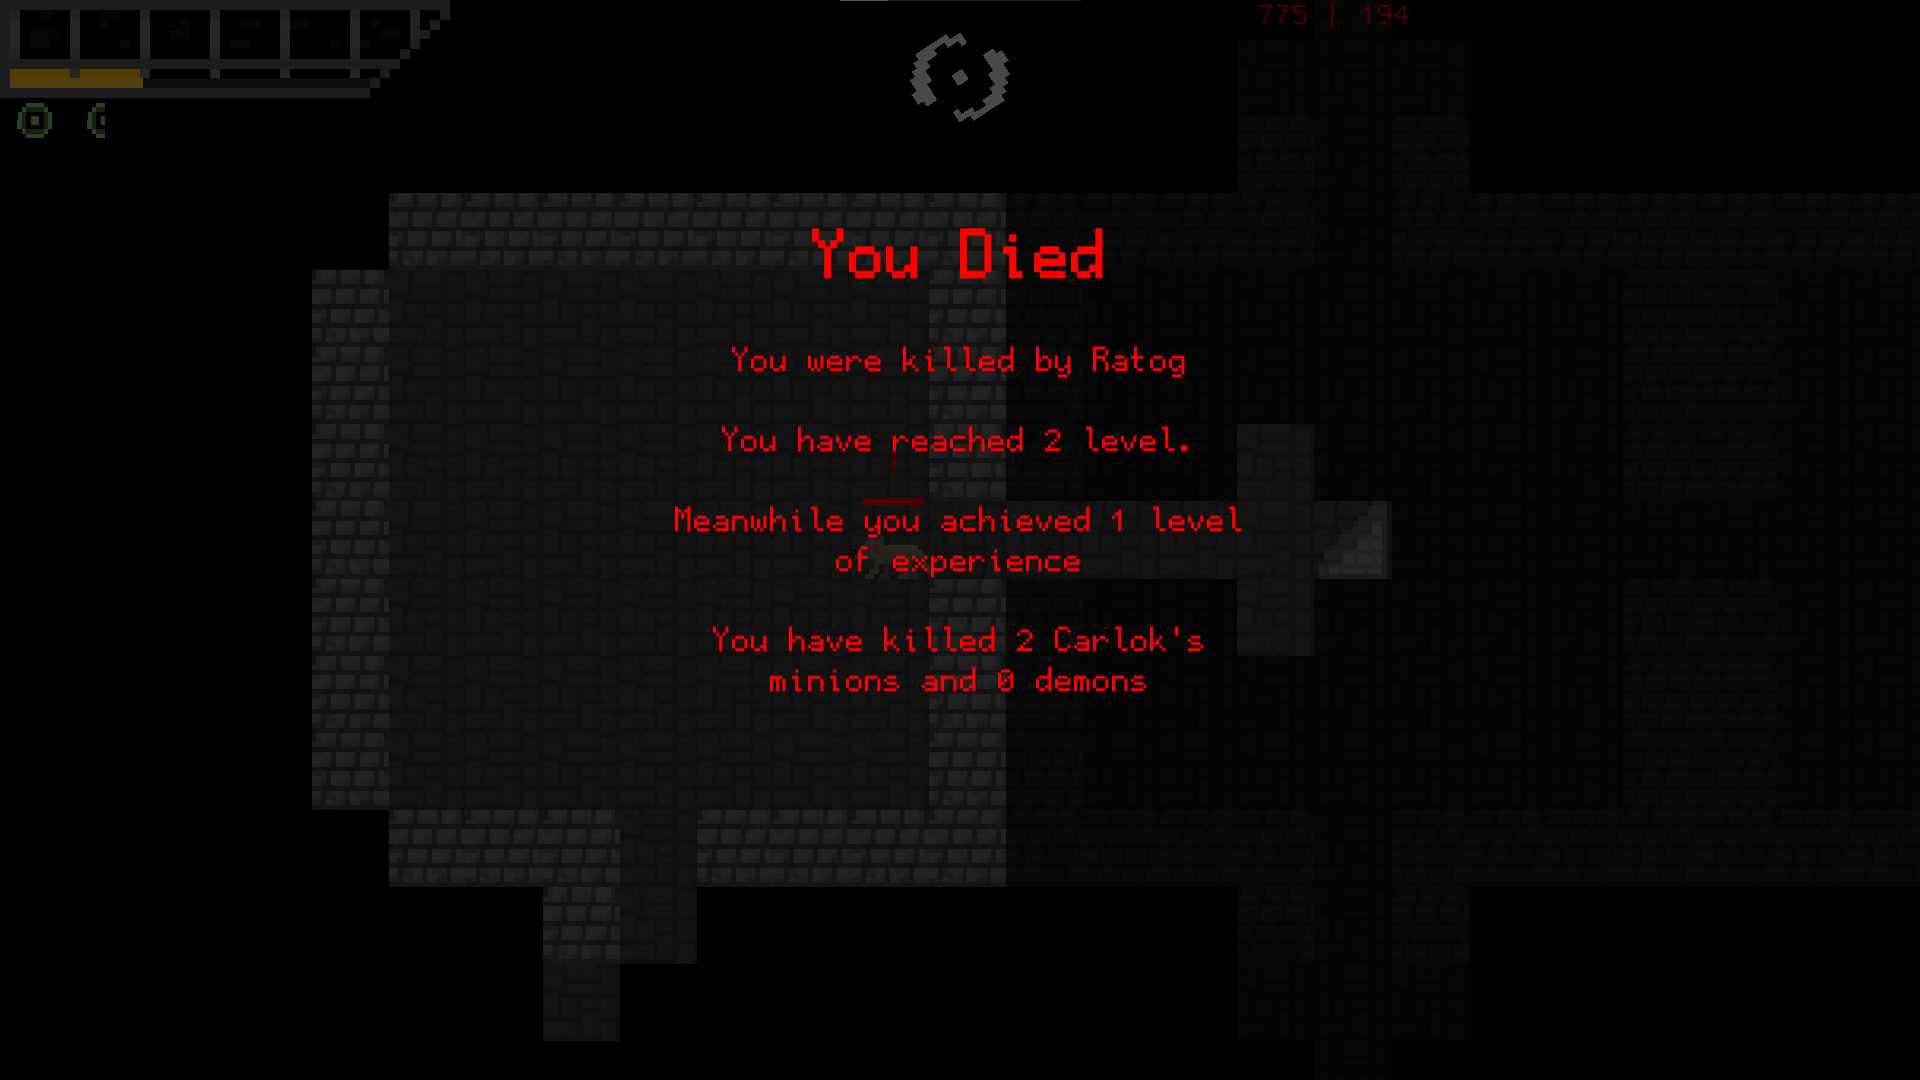 775 | 194
You Died
You were killed by Ratog
You have reached 2 level.
Meanwhile you achieved 1 level
of experience
You have killed 2 Carlok's
minions and 0 demons